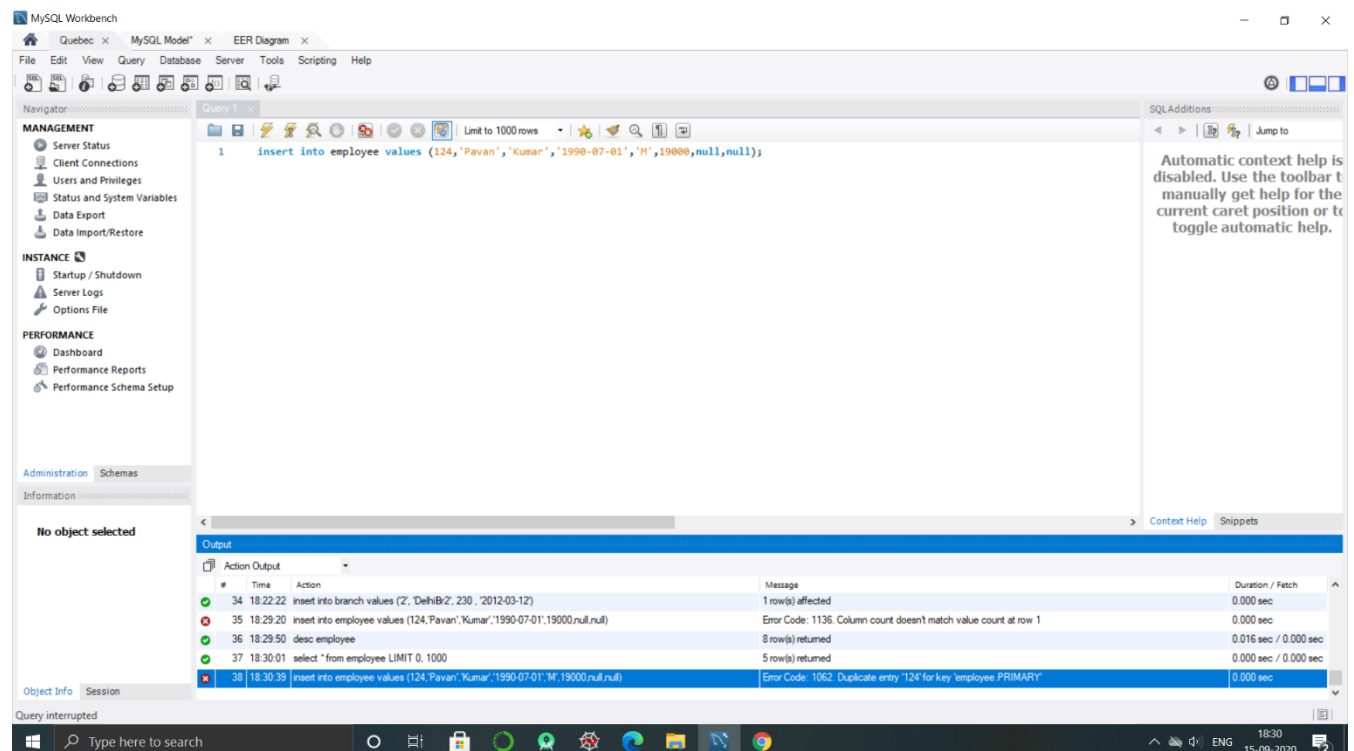 MySQL Workbench
Quebec × MySQL Model* × EER Diagram ×
File Edit View Query Database Server Tools Scripting Help
Navigator
MANAGEMENT
Server Status
Client Connections
Users and Privileges
Status and System Variables
Data Export
Data Import/Restore
INSTANCE
Startup / Shutdown
Server Logs
Options File
PERFORMANCE
Dashboard
Performance Reports
Performance Schema Setup
Administration Schemas
Information
No object selected
Object Info Session
Query 1 ×
Limit to 1000 rows
1 insert into employee values (124,'Pavan','Kumar','1990-07-01','M',19000,null,null);
SQLAdditions
Jump to
Automatic context help is
disabled. Use the toolbar
manually get help for the
current caret position or
toggle automatic help.
Context Help Snippets
Output
Action Output
# Time Action Message Duration / Fetch
34 18:22:22 insert into branch values ('2', 'DelhiBr2', 230 , '2012-03-12') 1 row(s) affected 0.000 sec
35 18:29:20 insert into employee values (124,'Pavan','Kumar','1990-07-01',19000,null,null) Error Code: 1136. Column count doesn't match value count at row 1 0.000 sec
36 18:29:50 desc employee 8 row(s) returned 0.016 sec / 0.000 sec
37 18:30:01 select *from employee LIMIT 0, 1000 5 row(s) returned 0.000 sec / 0.000 sec
38 18:30:39 insert into employee values (124,'Pavan','Kumar','1990-07-01','M',19000,null,null) Error Code: 1062. Duplicate entry '124' for key 'employee.PRIMARY' 0.000 sec
Query interrupted
Type here to search
ENG
18:30
15-09-2020